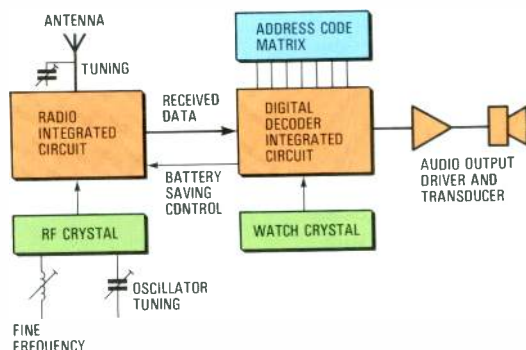 ANTENNA
TUNING
ADDRESS CODE
MATRIX
RADIO
INTEGRATED
CIRCUIT
RECEIVED
DATA
DIGITAL
DECODER
INTEGRATED
CIRCUIT
BATTERY
SAVING
CONTROL
AUDIO OUTPUT
DRIVER AND
TRANSDUCER
RF CRYSTAL
WATCH CRYSTAL
OSCILLATOR
TUNING
FINE
FREQUENCY